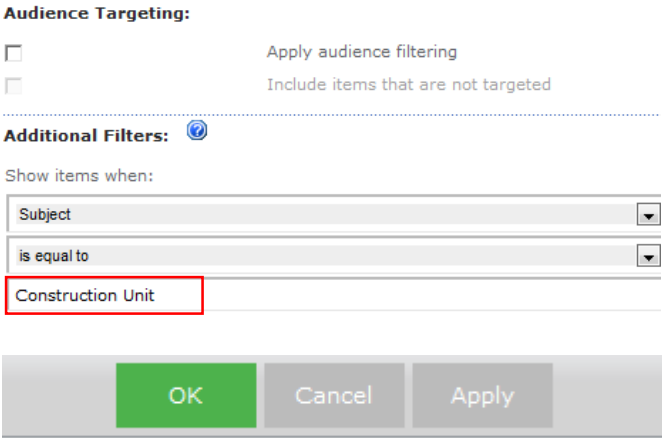 Audience Targeting:
Apply audience filtering
Include items that are not targeted
Additional Filters:
Show items when:
Subject
is equal to
Construction Unit
OK Cancel Apply